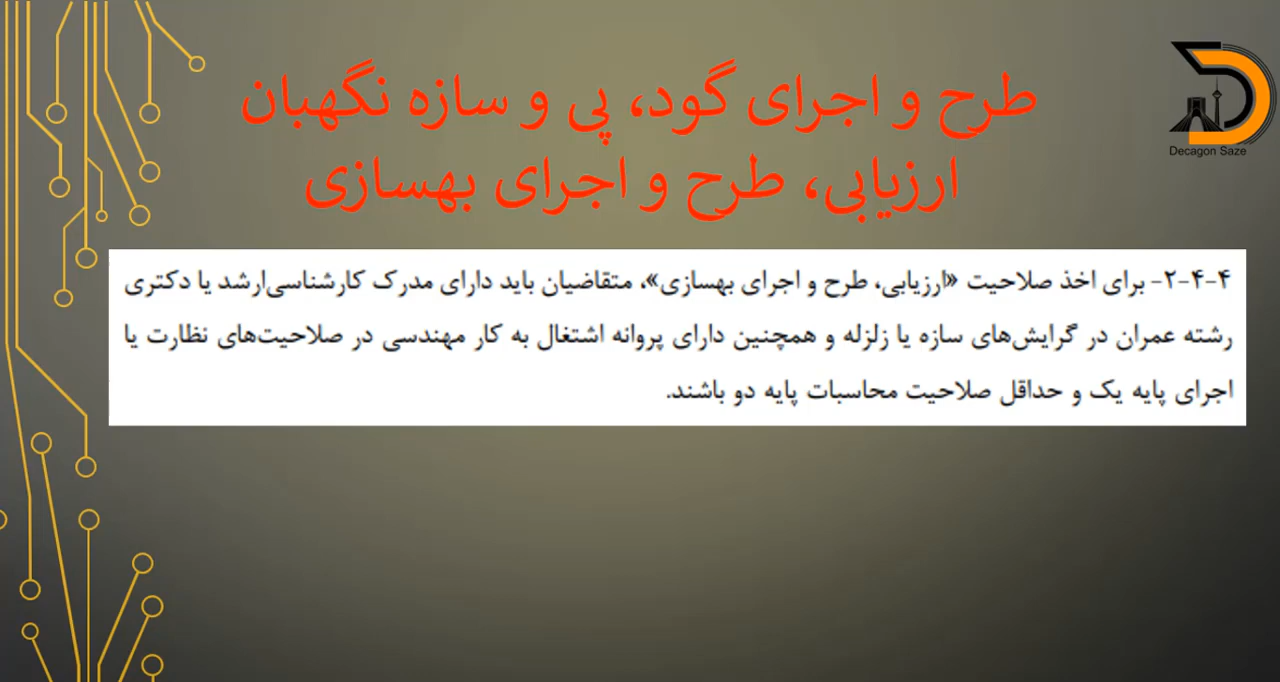 طرح و اجرای گود، پی و سازه نگهبان
ارزیابی، طرح و اجرای بهسازی
Decagon Saze
۲-۴-۴- برای اخذ صلاحیت «ارزیابی، طرح و اجرای بهسازی»، متقاضیان باید دارای مدرک کارشناسی‌ارشد یا دکتری
رشته عمران در گرایش‌های سازه یا زلزله و همچنین دارای پروانه اشتغال به کار مهندسی در صلاحیت‌های نظارت یا
اجرای پایه یک و حداقل صلاحیت محاسبات پایه دو باشند.